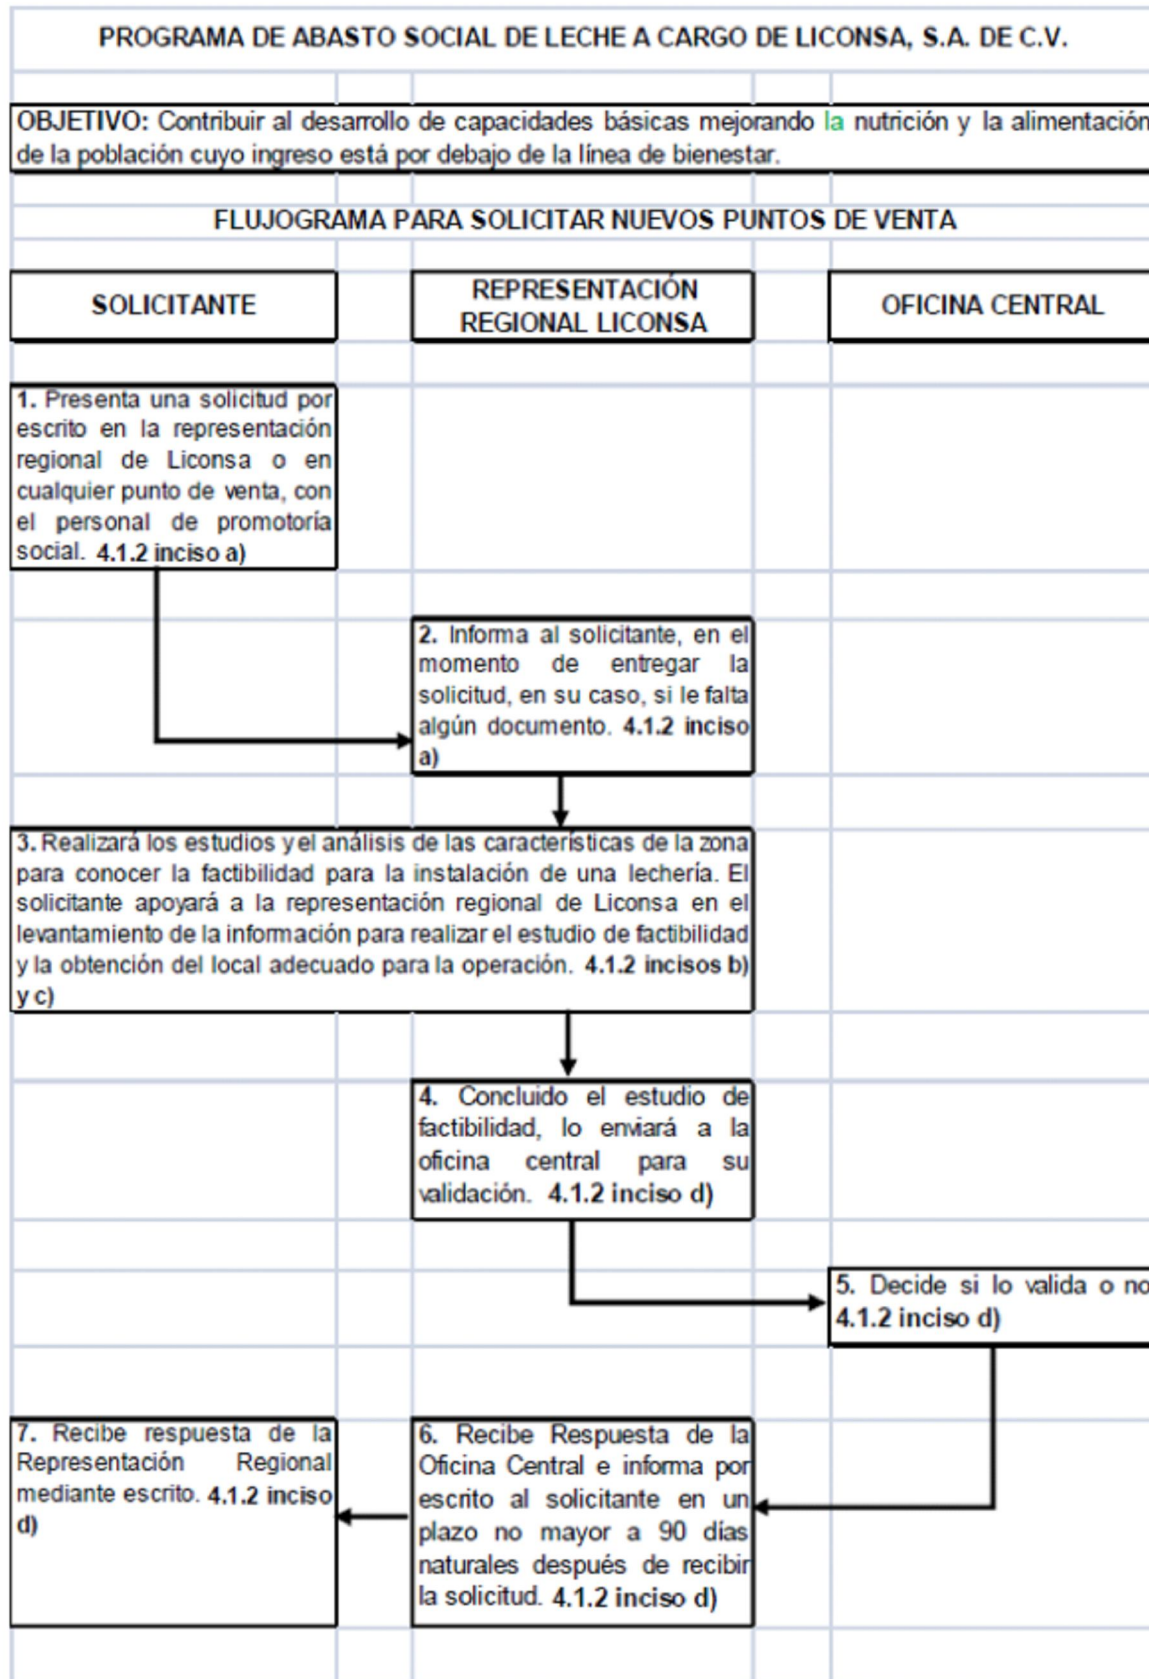 PROGRAMA DE ABASTO SOCIAL DE LECHE A CARGO DE LICONSA, S.A. DE C.V.
OBJETIVO: Contribuir al desarrollo de capacidades básicas mejorando la nutrición y la alimentación
de la población cuyo ingreso está por debajo de la línea de bienestar.
FLUJOGRAMA PARA SOLICITAR NUEVOS PUNTOS DE VENTA
SOLICITANTE
REPRESENTACIÓN
REGIONAL LICONSA
OFICINA CENTRAL
1. Presenta una solicitud por
escrito en la representación
regional de Liconsa o en
cualquier punto de venta, con
el personal de promotoría
social. 4.1.2 inciso a)
2. Informa al solicitante, en el
momento de entregar la
solicitud, en su caso, si le falta
algún documento. 4.1.2 inciso
a)
3. Realizará los estudios y el análisis de las características de la zona
para conocer la factibilidad para la instalación de una lechería. El
solicitante apoyará a la representación regional de Liconsa en el
levantamiento de la información para realizar el estudio de factibilidad
y la obtención del local adecuado para la operación. 4.1.2 incisos b)
y c)
4. Concluido el estudio de
factibilidad, lo enviará a la
oficina central para su
validación. 4.1.2 inciso d)
5. Decide si lo valida o no
4.1.2 inciso d)
6. Recibe Respuesta de la
Oficina Central e informa por
escrito al solicitante en un
plazo no mayor a 90 días
naturales después de recibir
la solicitud. 4.1.2 inciso d)
7. Recibe respuesta de la
Representación Regional
mediante escrito. 4.1.2 inciso
d)